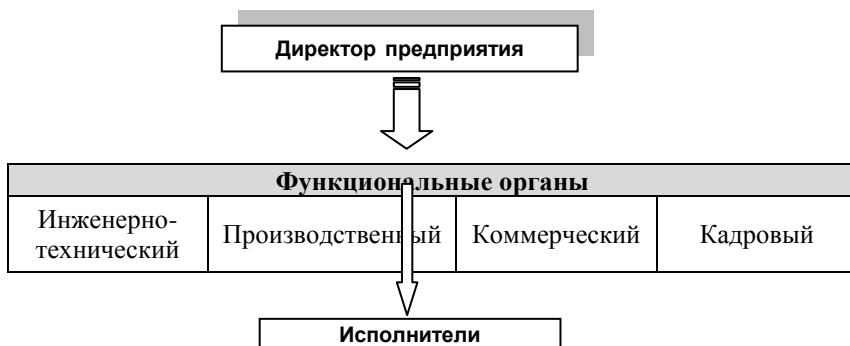 Директор предприятия
Функциональные органы
Инженерно-
технический
Производственный
Коммерческий
Кадровый
Исполнители